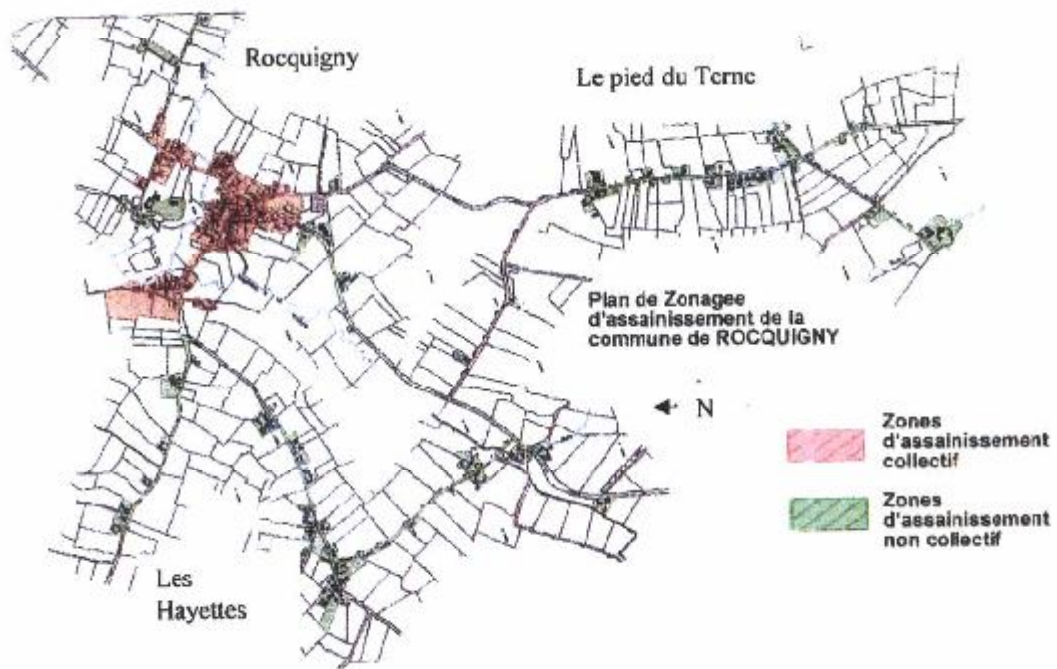 Rocquigny
Le pied du Terne
Plan de Zonagee
d'assainissement de la
commune de ROCQUIGNY
N
Zones
d'assainissement
collectif
Zones
d'assainissement
non collectif
Les
Hayettes